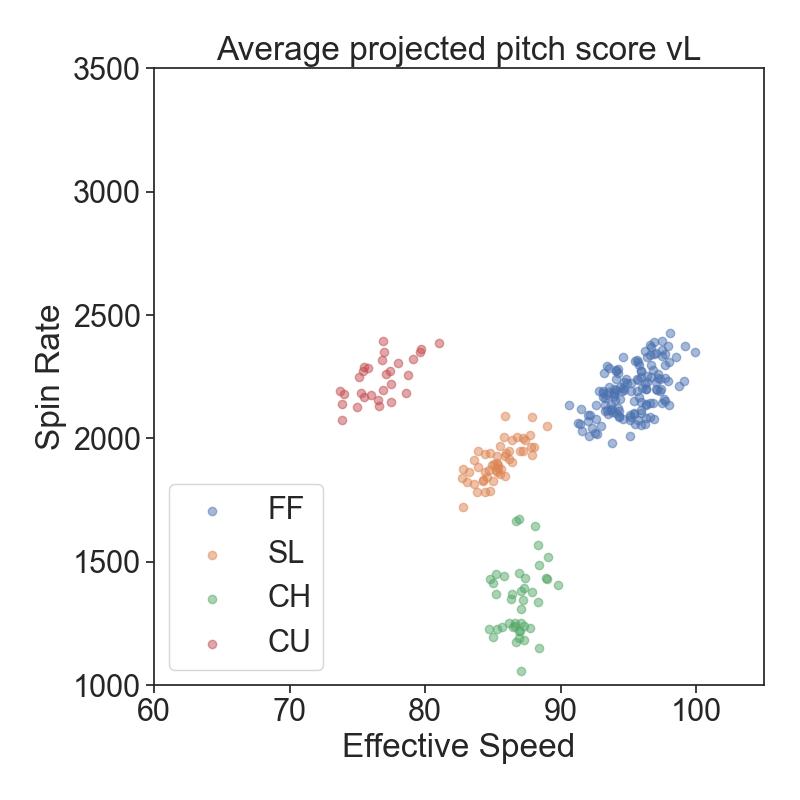 Average projected pitch score vL
3500
3000
2500
2000
1500
1000
Spin Rate
FF
SL
CH
CU
60 70 80 90 100
Effective Speed